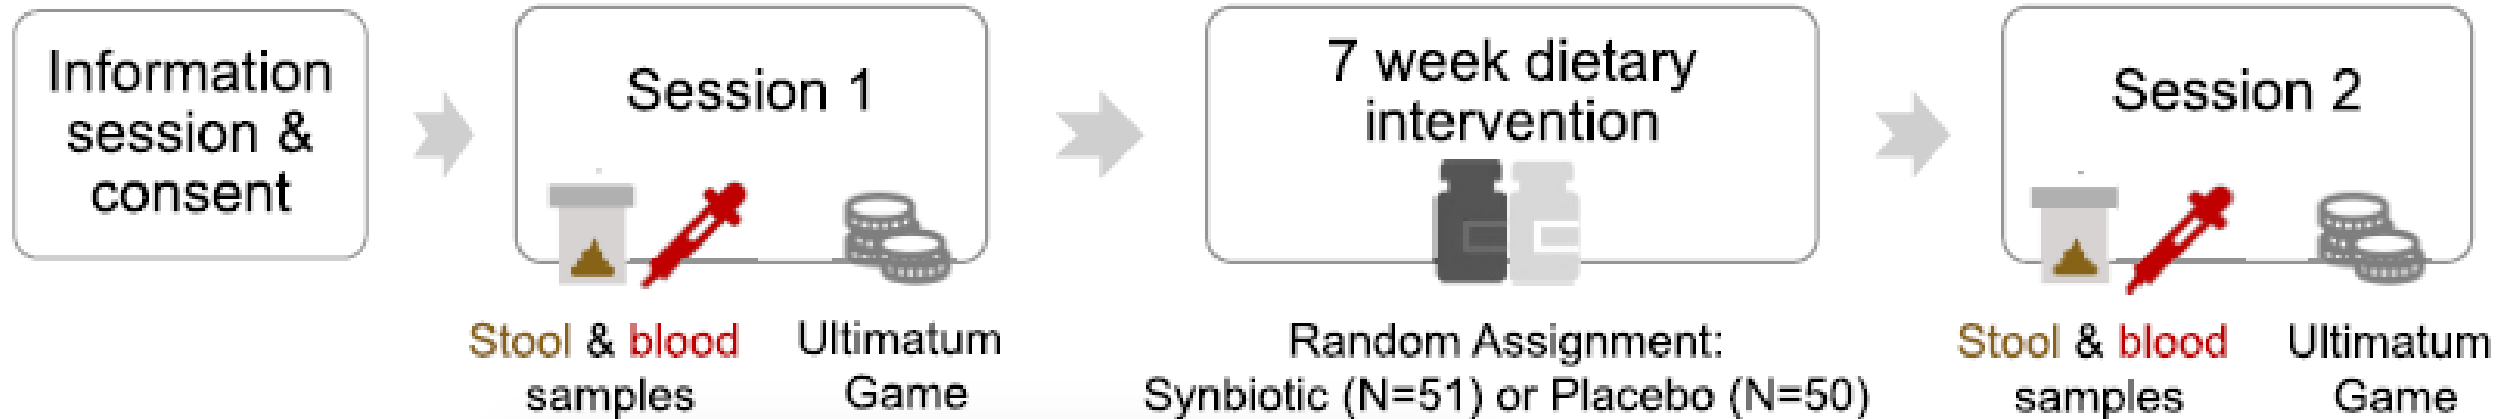 Information
session &
consent
Session 1
Stool & blood
samples
Ultimatum
Game
7 week dietary
intervention
Random Assignment:
Synbiotic (N=51) or Placebo (N=50)
Session 2
Stool & blood
samples
Ultimatum
Game